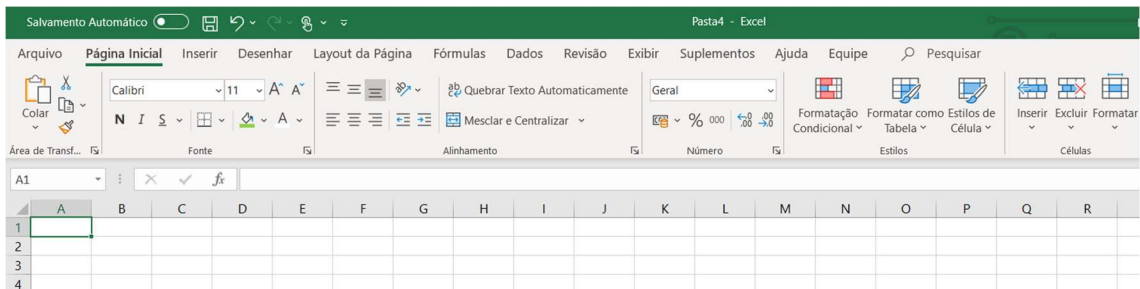 Salvamento Automático Pasta4 - Excel
Arquivo Página Inicial Inserir Desenhar Layout da Página Fórmulas Dados Revisão Exibir Suplementos Ajuda Equipe Pesquisar
Colar
Calibri 11 A A
N I S A
ab Quebrar Texto Automaticamente
Mesclar e Centralizar
Geral
% 000 ,00 ,0 ,0 ,00
Formatação Condicional
Formatar como Tabela
Estilos de Célula
Inserir Excluir Formatar
Área de Transf... Fonte Alinhamento Número Estilos Células
A1 fx
A B C D E F G H I J K L M N O P Q R
1
2
3
4